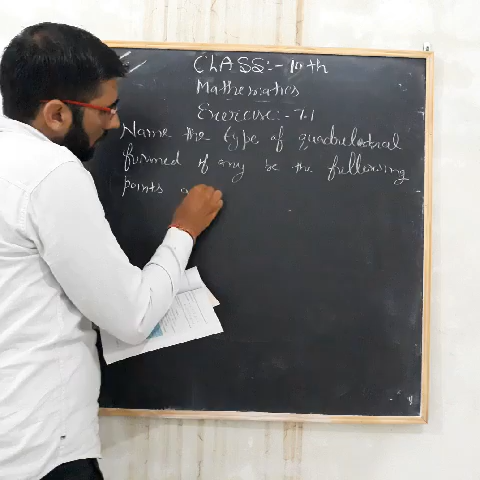 CLASS:- 10th
Mathematics
Exercise:- 7.1
Name the type of quadrilateral
formed if any be the following
points a